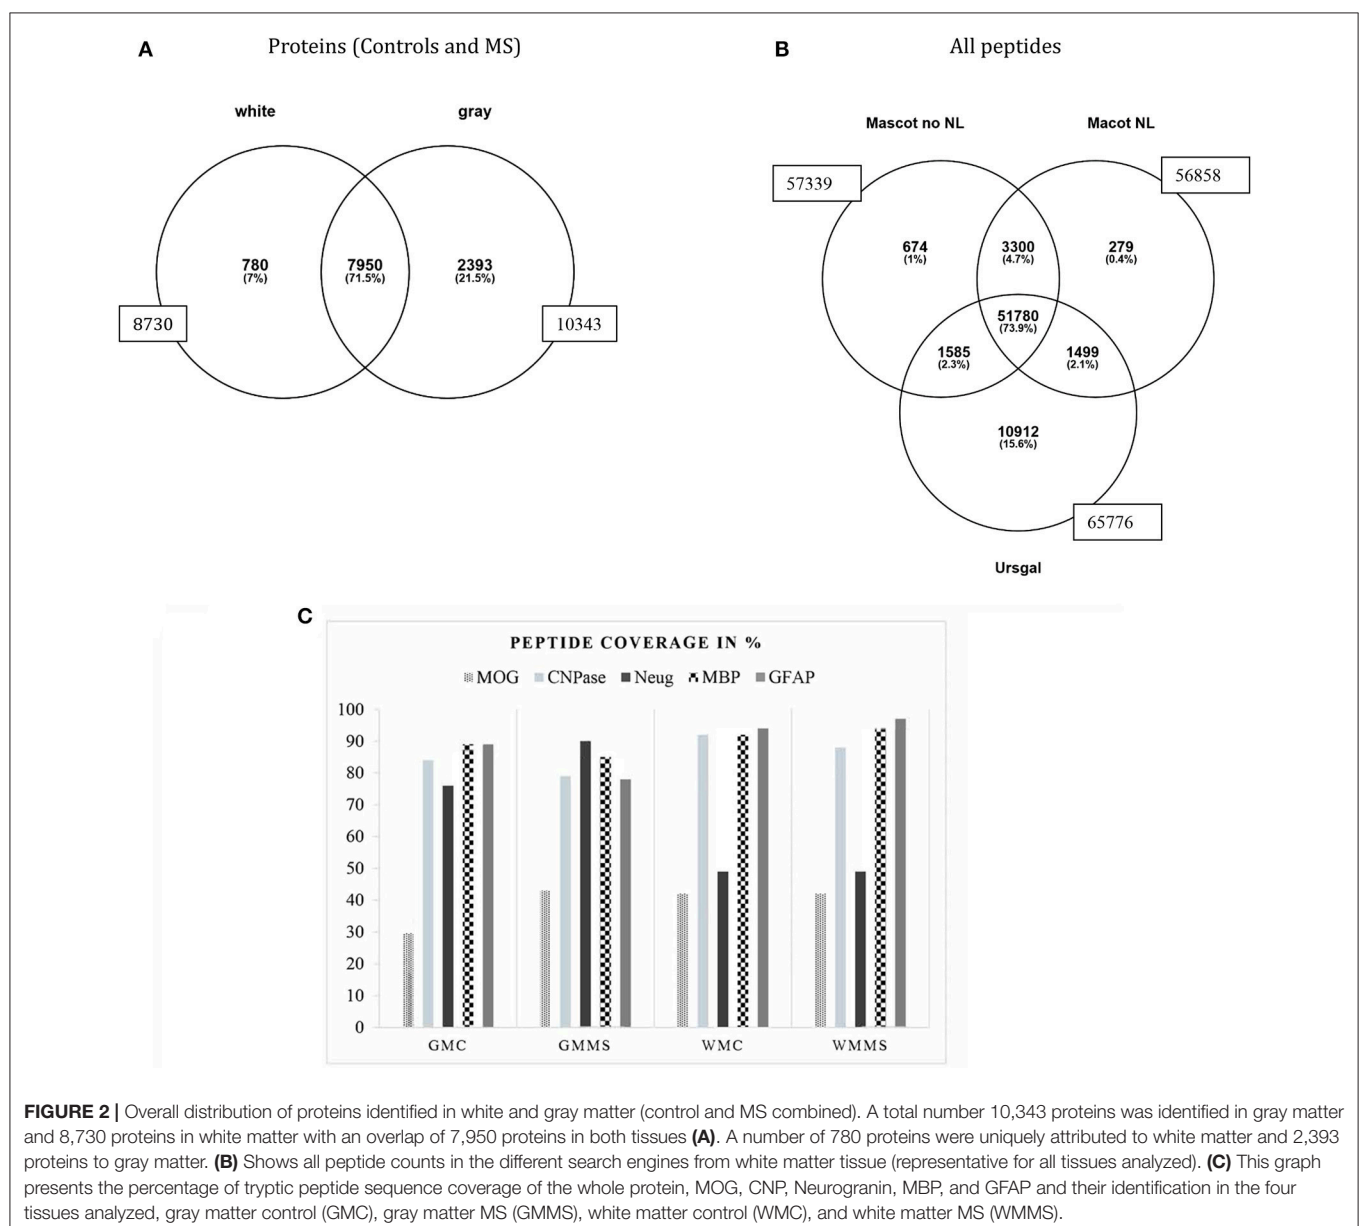 A Proteins (Controls and MS)
white gray
780 7950 2393
(7%) (71.5%) (21.5%)
8730 10343
B All peptides
Mascot no NL Macot NL
57339 56858
674 3300 279
(1%) (4.7%) (0.4%)
51780
(73.9%)
1585 1499
(2.3%) (2.1%)
10912
(15.6%)
65776
Ursgal
C
PEPTIDE COVERAGE IN %
MOG CNPase Neug MBP GFAP
100
90
80
70
60
50
40
30
20
10
0
GMC GMMS WMC WMMS
FIGURE 2 | Overall distribution of proteins identified in white and gray matter (control and MS combined). A total number 10,343 proteins was identified in gray matter
and 8,730 proteins in white matter with an overlap of 7,950 proteins in both tissues (A). A number of 780 proteins were uniquely attributed to white matter and 2,393
proteins to gray matter. (B) Shows all peptide counts in the different search engines from white matter tissue (representative for all tissues analyzed). (C) This graph
presents the percentage of tryptic peptide sequence coverage of the whole protein, MOG, CNP, Neurogranin, MBP, and GFAP and their identification in the four
tissues analyzed, gray matter control (GMC), gray matter MS (GMMS), white matter control (WMC), and white matter MS (WMMS).